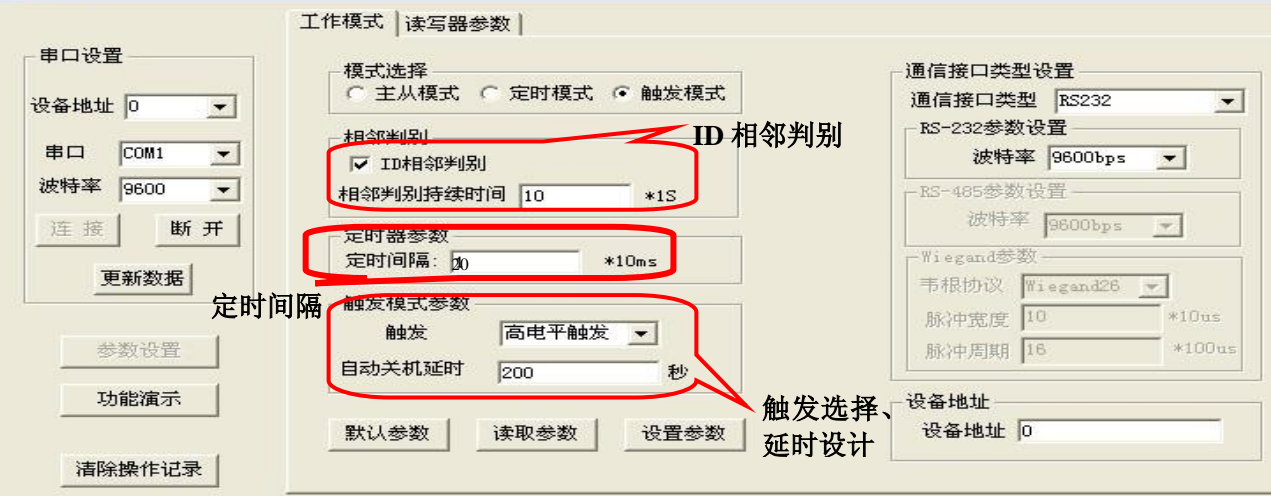 工作模式 读写器参数
串口设置
设备地址 0
串口 COM1
波特率 9600
连 接 断 开
更新数据
参数设置
功能演示
清除操作记录
模式选择
主从模式 定时模式 触发模式
相邻判别
ID相邻判别
相邻判别持续时间 10 *1S
ID 相邻判别
定时器参数
定时间隔: *10ms
定时间隔
触发模式参数
触发 高电平触发
自动关机延时 200 秒
触发选择、
延时设计
默认参数 读取参数 设置参数
通信接口类型设置
通信接口类型 RS232
RS-232参数设置
波特率 9600bps
RS-485参数设置
波特率 9600bps
Wiegand参数
韦根协议 Wiegand26
脉冲宽度 10 *10us
脉冲周期 16 *100us
设备地址
设备地址 0